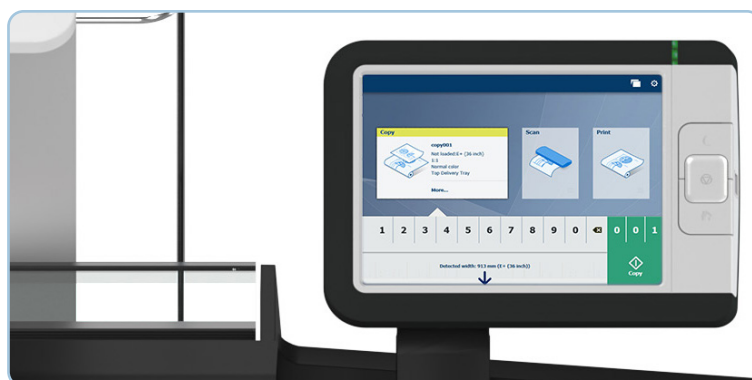 Copy
copy001
Not loaded:E+ (36 inch)
1:1
Normal color
Top Delivery Tray
More...
Scan
Print
1 2 3 4 5 6 7 8 9 0
0 0 1
Detected width: 913 mm (E+ (36 inch))
Copy